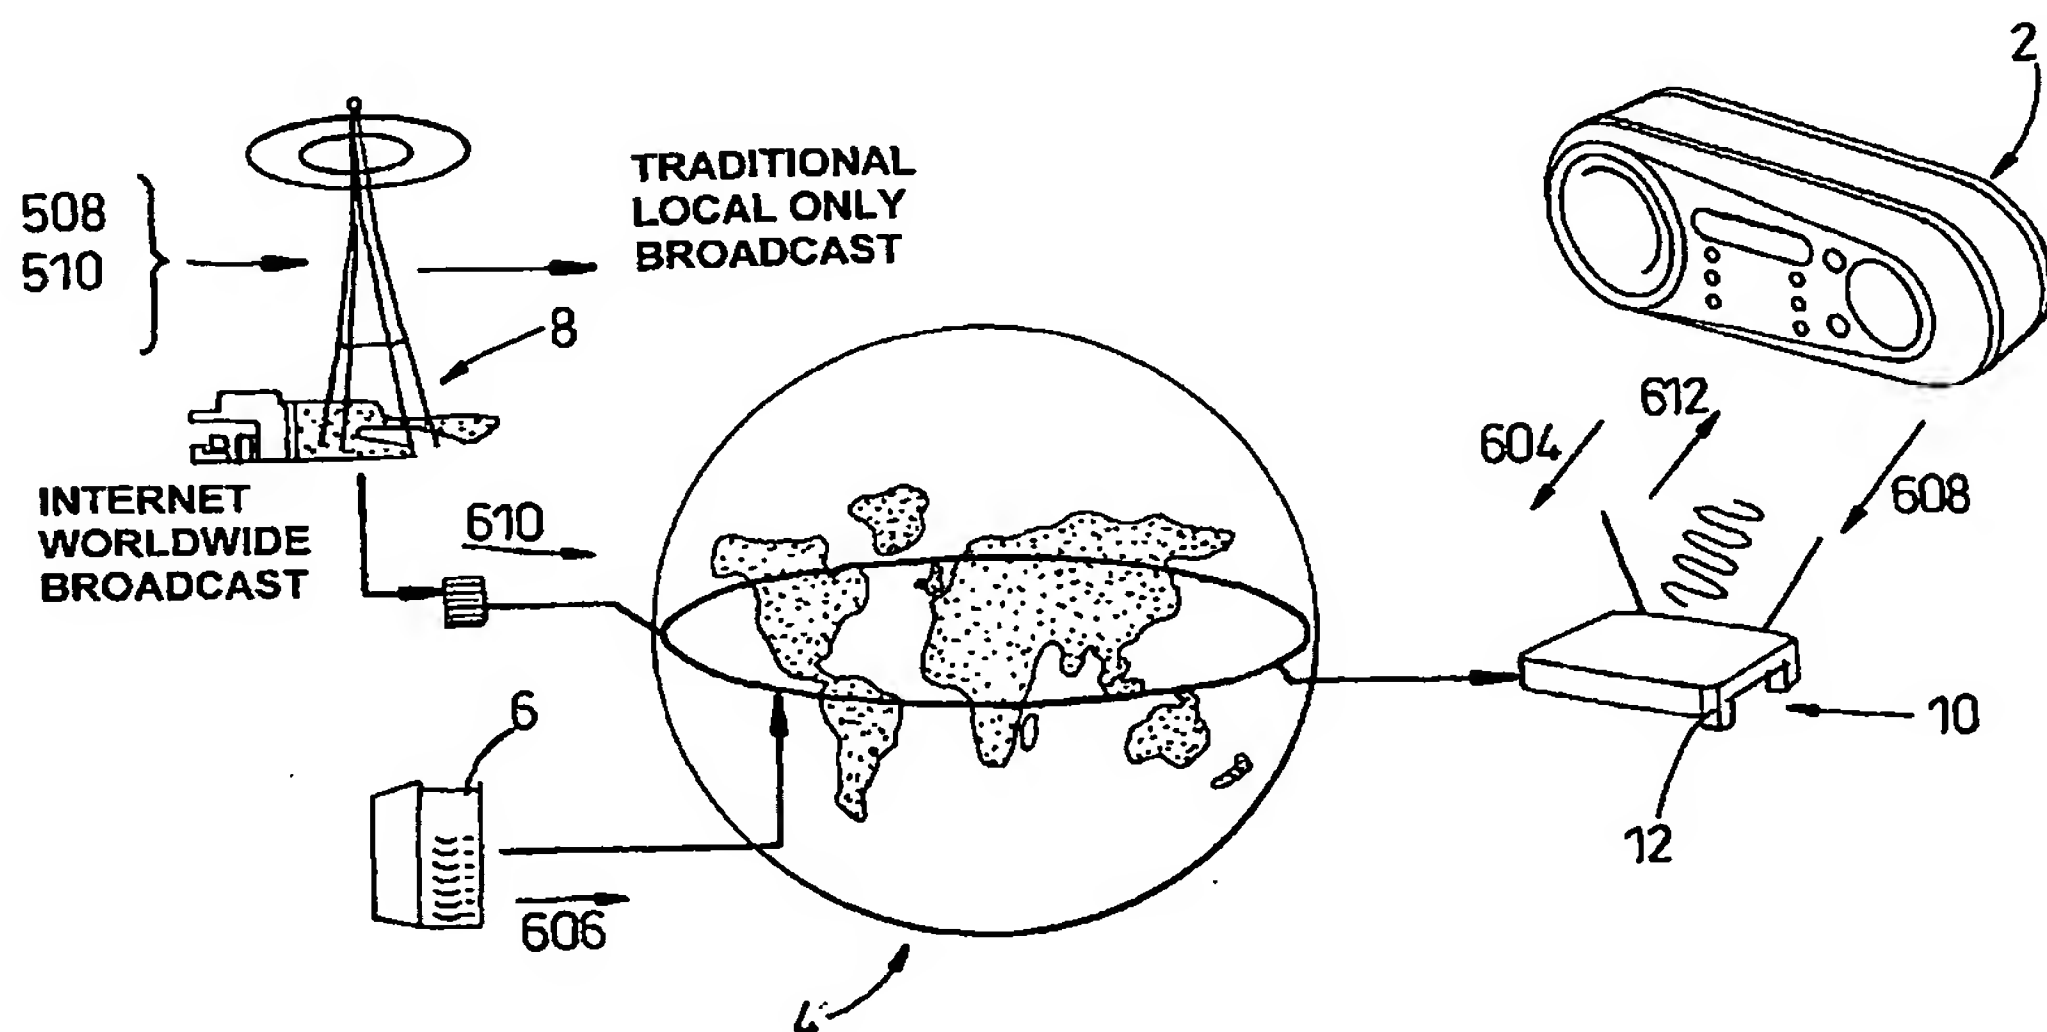 2
508
510
TRADITIONAL
LOCAL ONLY
BROADCAST
8
612
604
608
INTERNET
WORLDWIDE
BROADCAST
610
6
10
12
606
4